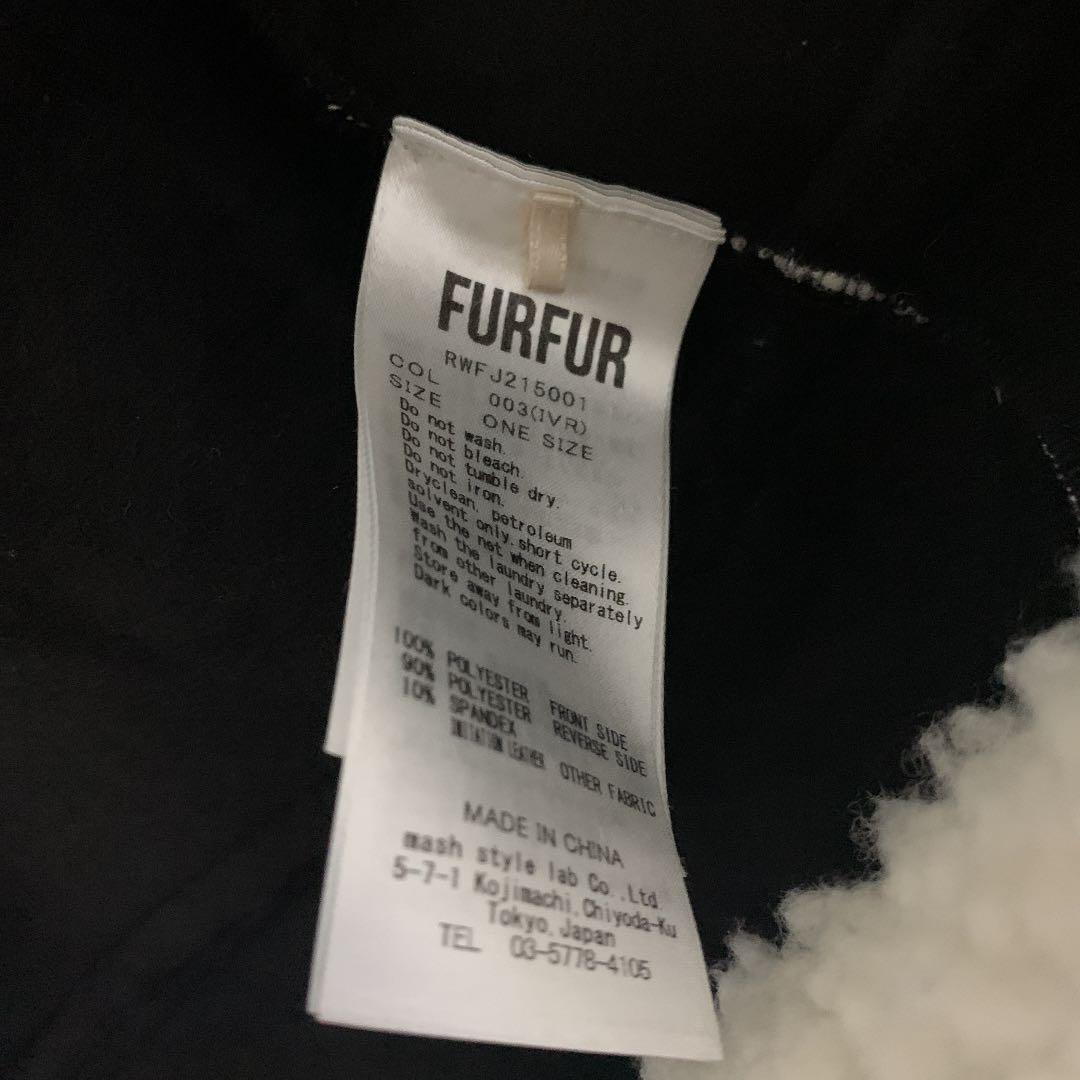 FURFUR
RWFJ215001
COL 003(IVR)
SIZE ONE SIZE
Do not wash.
Do not bleach.
Do not tumble dry.
Do not iron.
Dryclean, petroleum
solvent only,short cycle.
Use the net when cleaning.
Wash the laundry separately
from other laundry.
Store away from light.
Dark colors may run.
100% POLYESTER FRONT SIDE
90% POLYESTER REVERSE SIDE
10% SPANDEX
IMITATION LEATHER OTHER FABRIC
MADE IN CHINA
mash style lab Co.,Ltd.
5-7-1 Kojimachi,Chiyoda-Ku
Tokyo,Japan
TEL 03-5778-4105